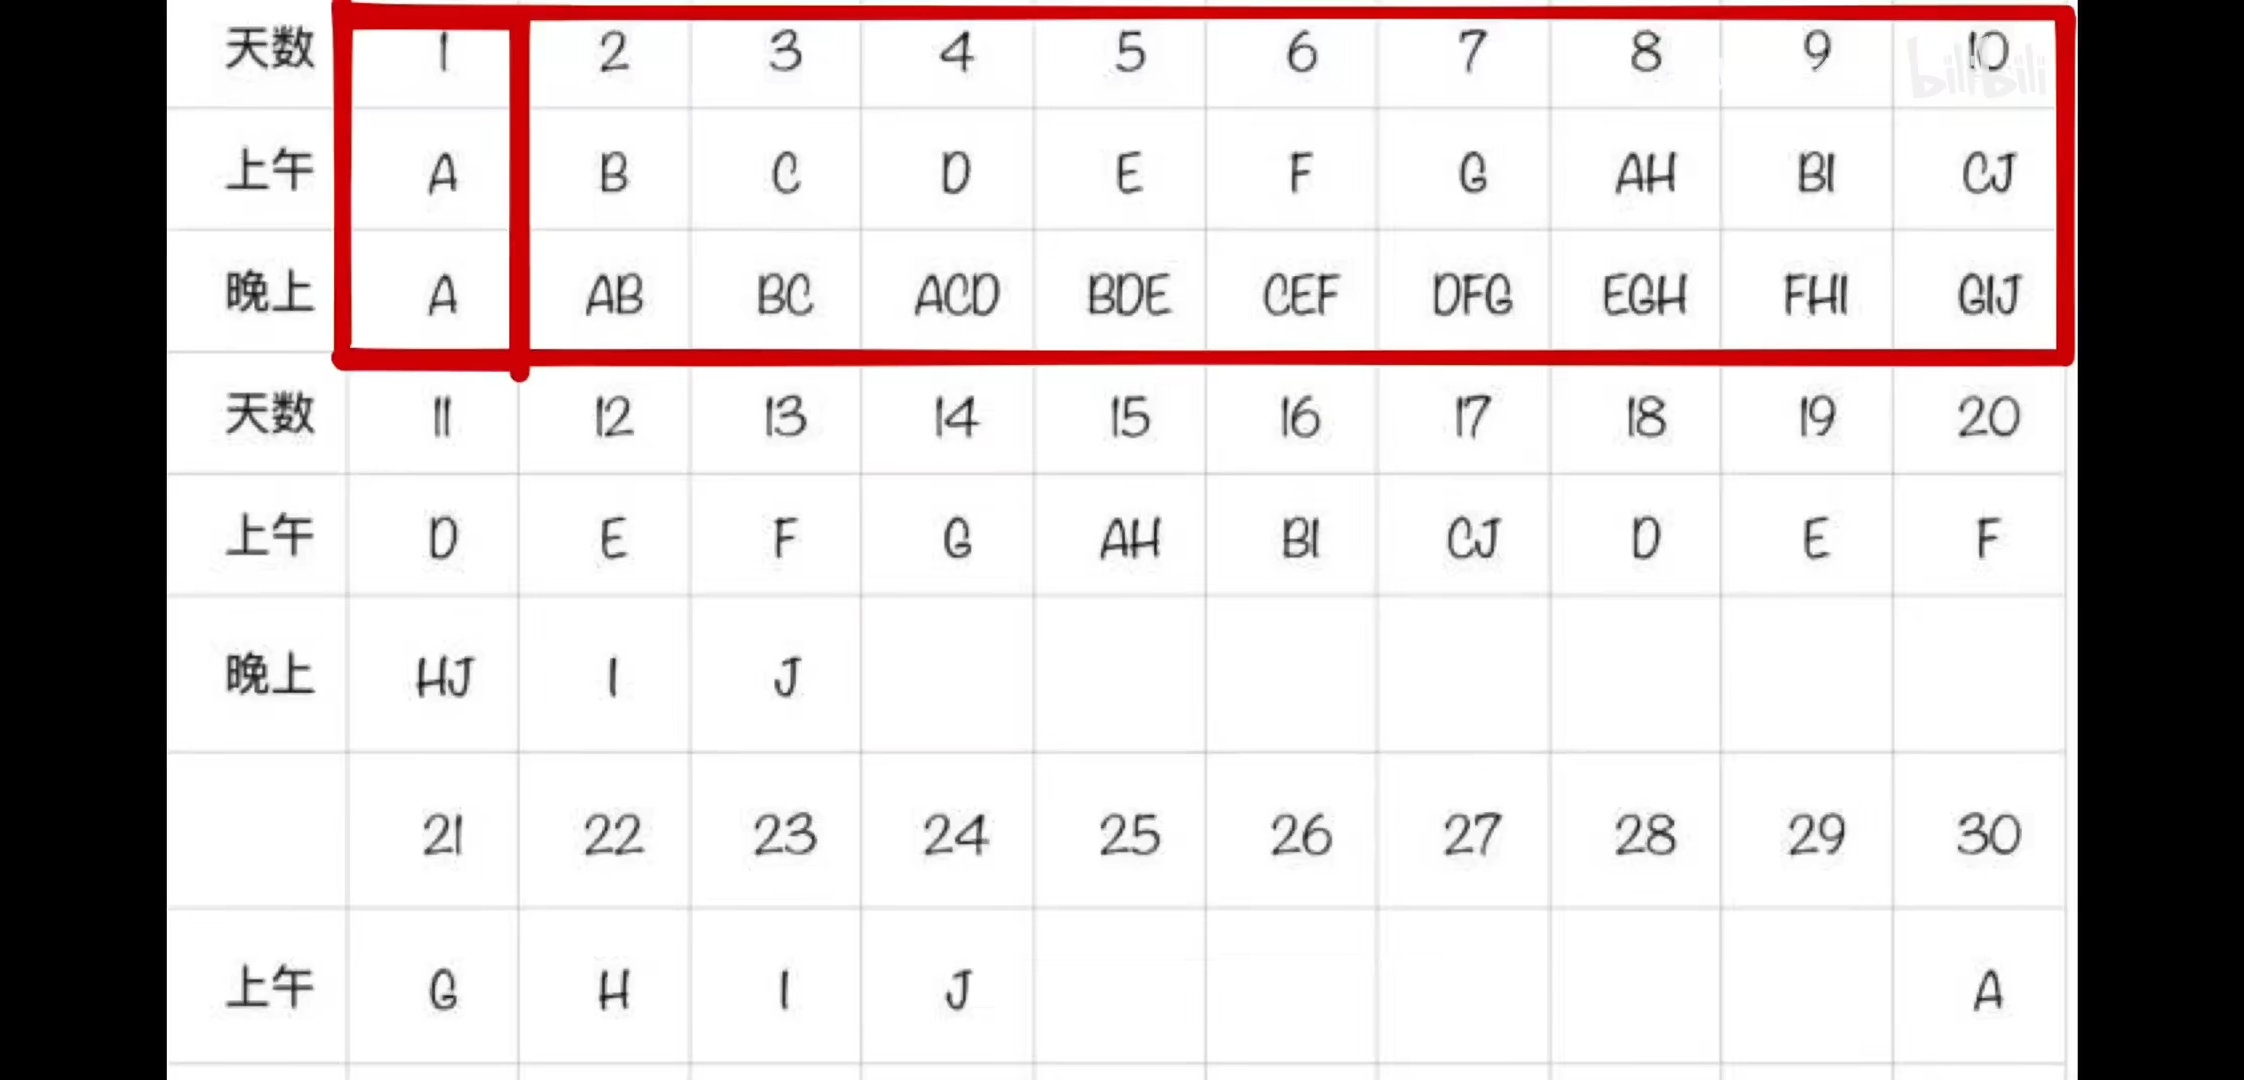 天数 1 2 3 4 5 6 7 8 9 10
bilibili
上午 A B C D E F G AH BI CJ
晚上 A AB BC ACD BDE CEF DFG EGH FHI GIJ
天数 11 12 13 14 15 16 17 18 19 20
上午 D E F G AH BI CJ D E F
晚上 HJ I J
21 22 23 24 25 26 27 28 29 30
上午 G H I J A